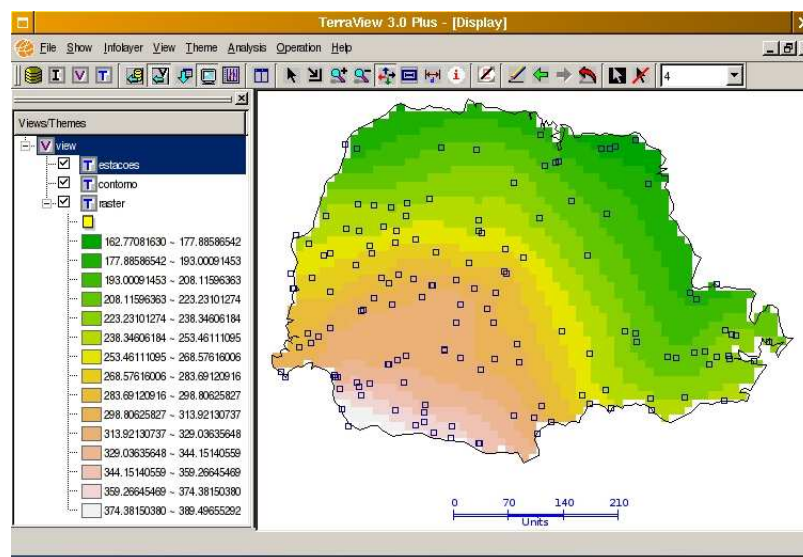 TerraView 3.0 Plus - [Display]
File Show Infolayer View Theme Analysis Operation Help
I V T i 4
Views/Themes
V view
T estacoes
T contorno
T raster
162.77081630 ~ 177.88586542
177.88586542 ~ 193.00091453
193.00091453 ~ 208.11596363
208.11596363 ~ 223.23101274
223.23101274 ~ 238.34606184
238.34606184 ~ 253.46111095
253.46111095 ~ 268.57616006
268.57616006 ~ 283.69120916
283.69120916 ~ 298.80625827
298.80625827 ~ 313.92130737
313.92130737 ~ 329.03635648
329.03635648 ~ 344.15140559
344.15140559 ~ 359.26645469
359.26645469 ~ 374.38150380
374.38150380 ~ 389.49655292
0 70 140 210
Units